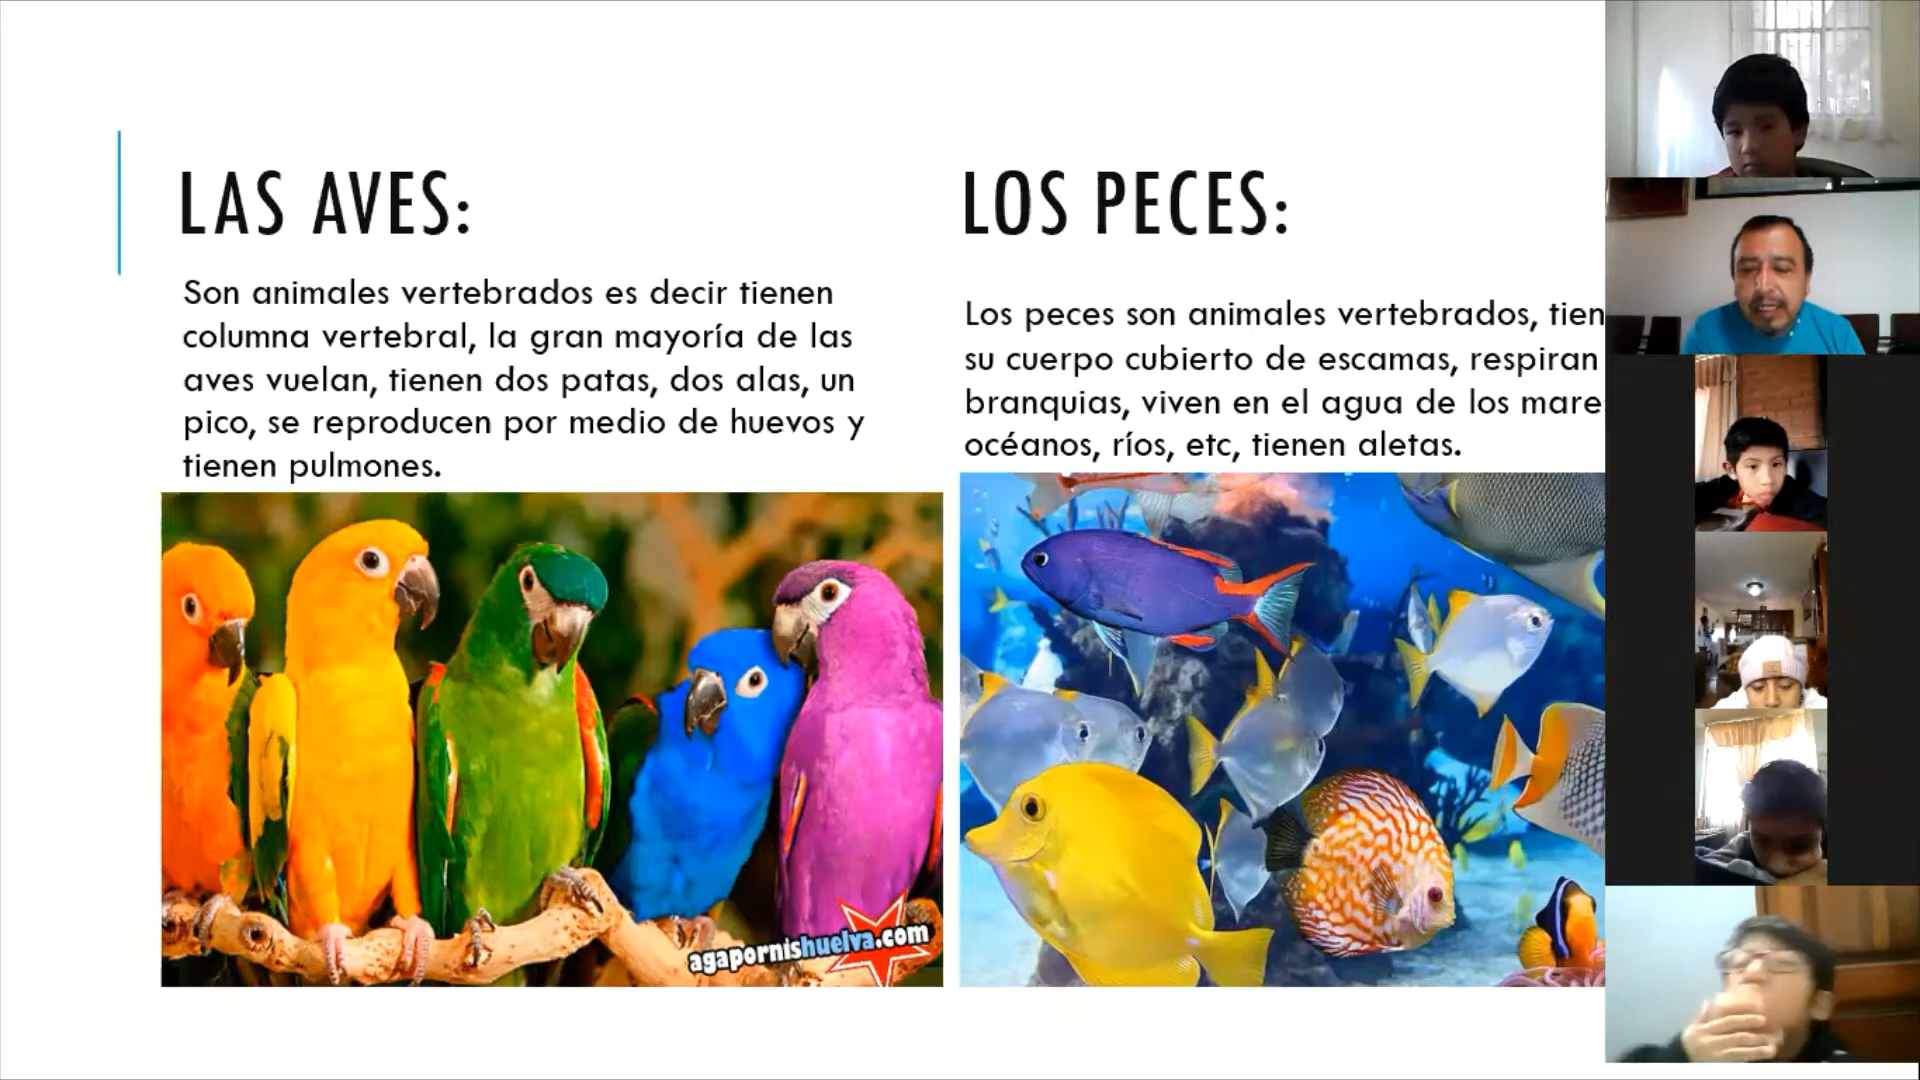 LAS AVES:
Son animales vertebrados es decir tienen
columna vertebral, la gran mayoría de las
aves vuelan, tienen dos patas, dos alas, un
pico, se reproducen por medio de huevos y
tienen pulmones.
agapornishuelva.com
LOS PECES:
Los peces son animales vertebrados, tien
su cuerpo cubierto de escamas, respiran
branquias, viven en el agua de los mare
océanos, ríos, etc, tienen aletas.